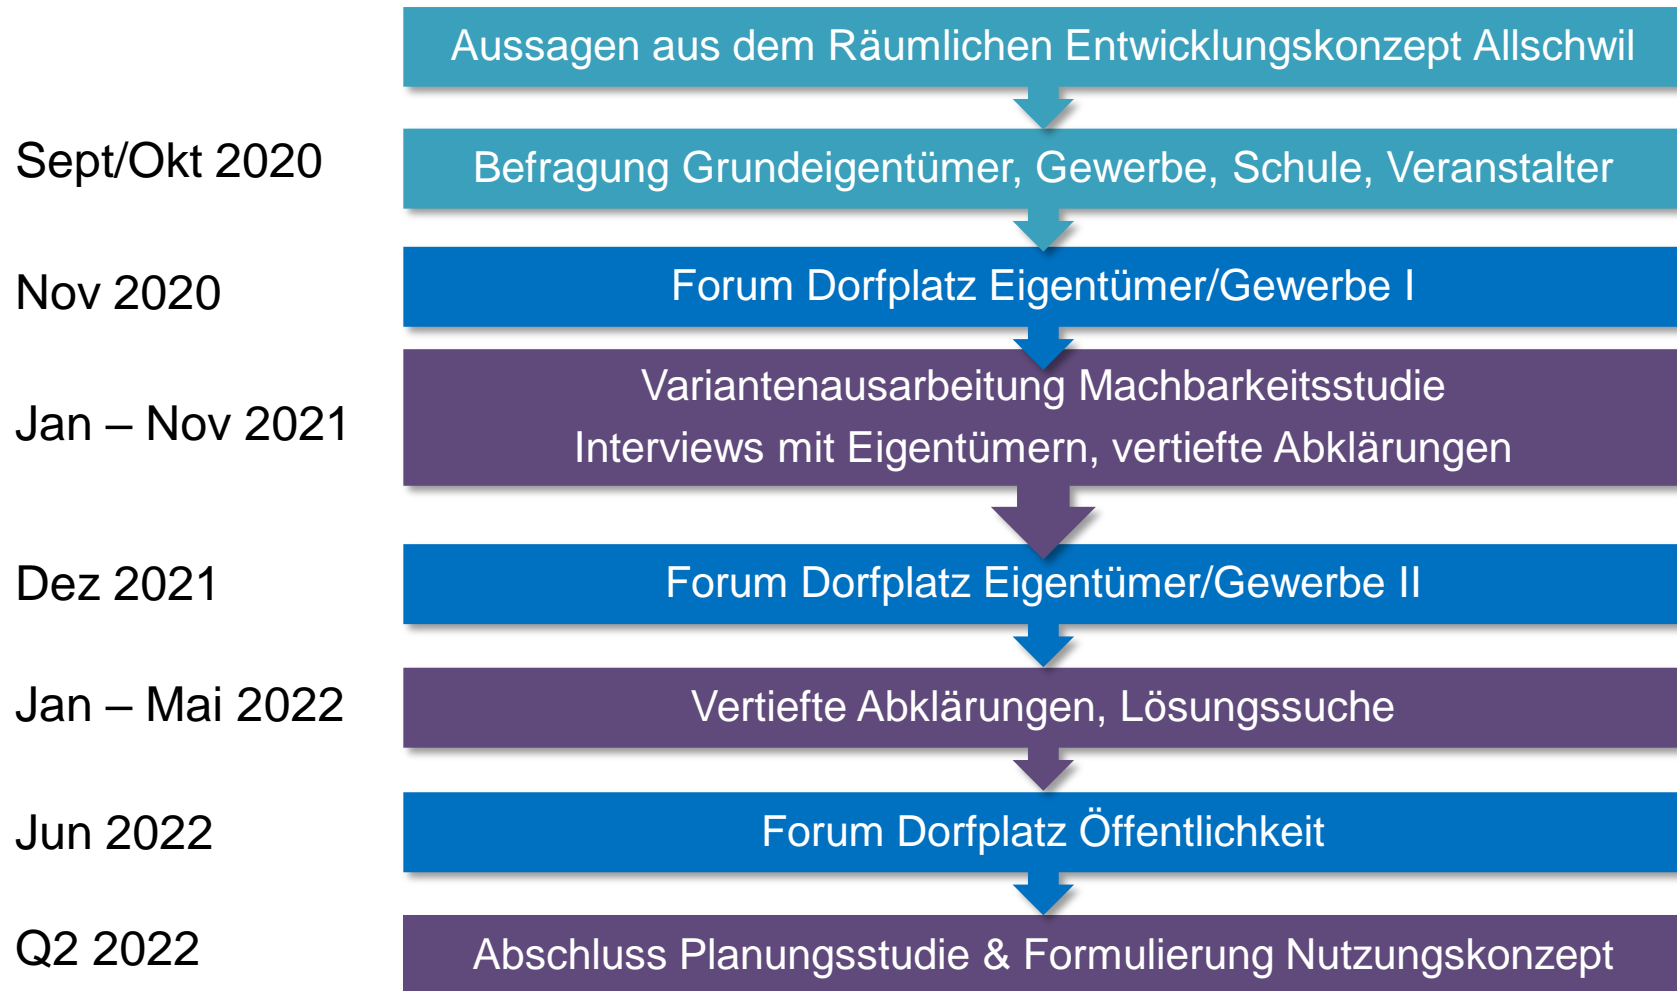 Aussagen aus dem Räumlichen Entwicklungskonzept Allschwil
Sept/Okt 2020
Befragung Grundeigentümer, Gewerbe, Schule, Veranstalter
Nov 2020
Forum Dorfplatz Eigentümer/Gewerbe I
Jan – Nov 2021
Variantenausarbeitung Machbarkeitsstudie
Interviews mit Eigentümern, vertiefte Abklärungen
Dez 2021
Forum Dorfplatz Eigentümer/Gewerbe II
Jan – Mai 2022
Vertiefte Abklärungen, Lösungssuche
Jun 2022
Forum Dorfplatz Öffentlichkeit
Q2 2022
Abschluss Planungsstudie & Formulierung Nutzungskonzept